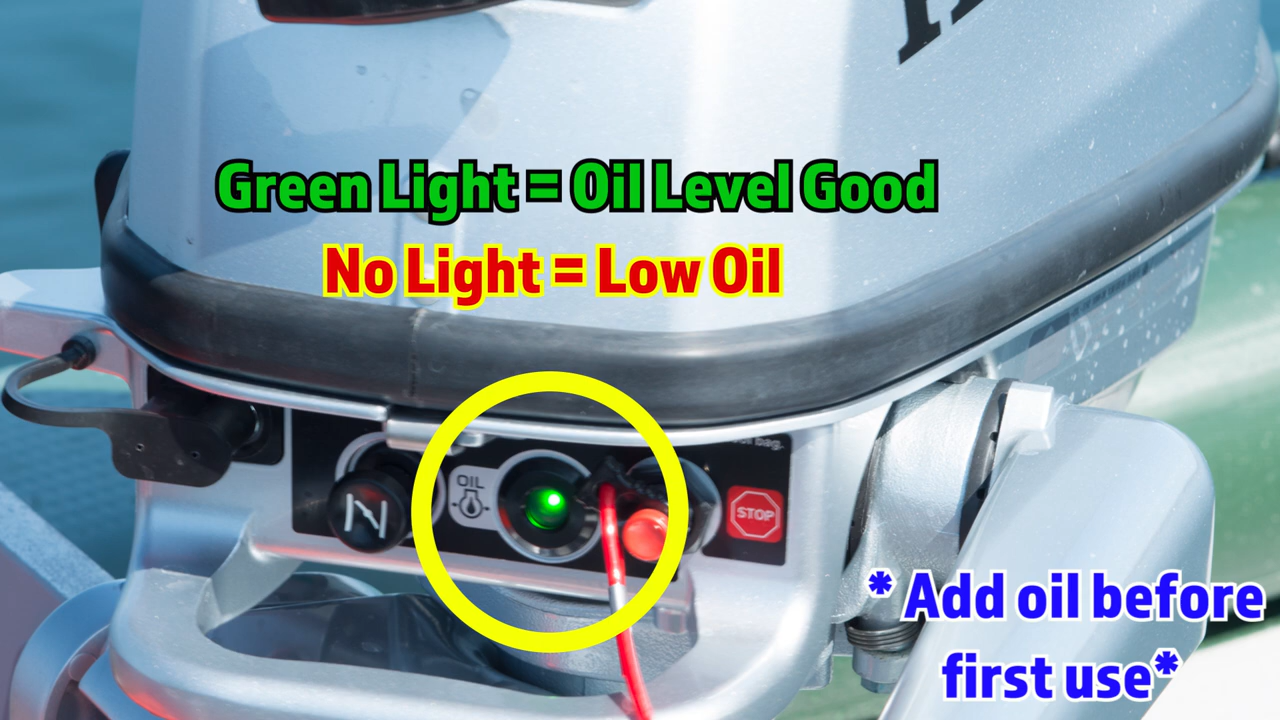 Green Light = Oil Level Good
No Light = Low Oil
OIL
STOP
* Add oil before
first use*